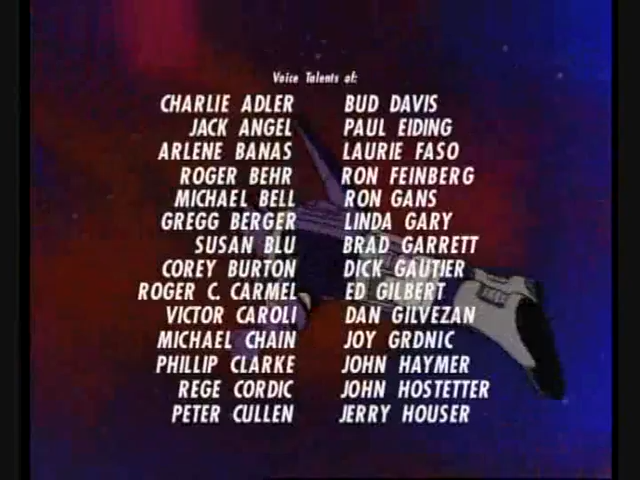 Voice Talents of:
CHARLIE ADLER BUD DAVIS
JACK ANGEL PAUL EIDING
ARLENE BANAS LAURIE FASO
ROGER BEHR RON FEINBERG
MICHAEL BELL RON GANS
GREGG BERGER LINDA GARY
SUSAN BLU BRAD GARRETT
COREY BURTON DICK GAUTIER
ROGER C. CARMEL ED GILBERT
VICTOR CAROLI DAN GILVEZAN
MICHAEL CHAIN JOY GRDNIC
PHILLIP CLARKE JOHN HAYMER
REGE CORDIC JOHN HOSTETTER
PETER CULLEN JERRY HOUSER